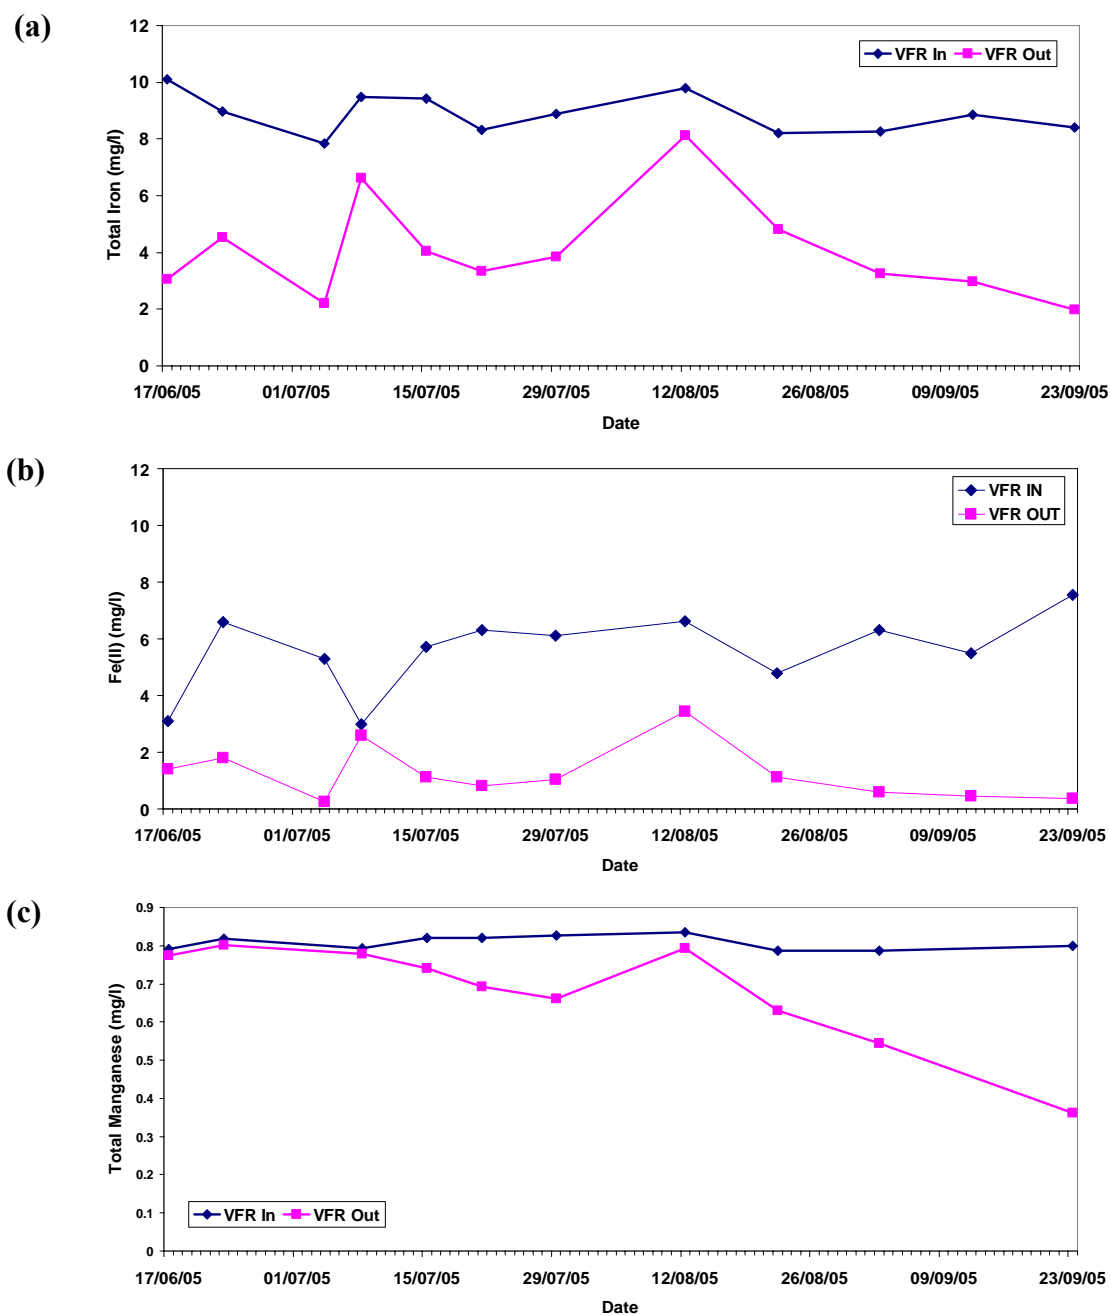 (a)
12
10
8
6
4
2
0
Total Iron (mg/l)
VFR In VFR Out
17/06/05 01/07/05 15/07/05 29/07/05 12/08/05 26/08/05 09/09/05 23/09/05
Date
(b)
12
10
8
6
4
2
0
Fe(II) (mg/l)
VFR IN
VFR OUT
17/06/05 01/07/05 15/07/05 29/07/05 12/08/05 26/08/05 09/09/05 23/09/05
Date
(c)
0.9
0.8
0.7
0.6
0.5
0.4
0.3
0.2
0.1
0
Total Manganese (mg/l)
VFR In VFR Out
17/06/05 01/07/05 15/07/05 29/07/05 12/08/05 26/08/05 09/09/05 23/09/05
Date